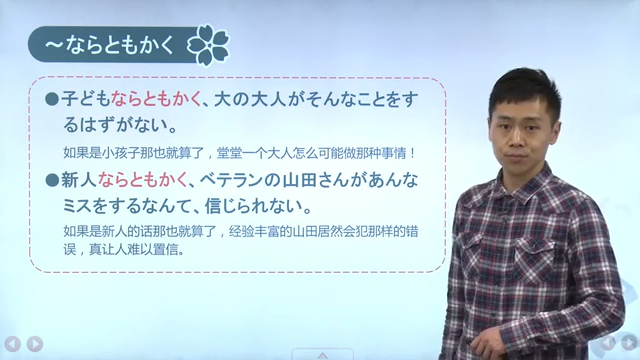 ～ならともかく
●子どもならともかく、大の大人がそんなことをす
るはずがない。
如果是小孩子那也就算了，堂堂一个大人怎么可能做那种事情！
●新人ならともかく、ベテランの山田さんがあんな
ミスをするなんて、信じられない。
如果是新人的话那也就算了，经验丰富的山田居然会犯那样的错
误，真让人难以置信。